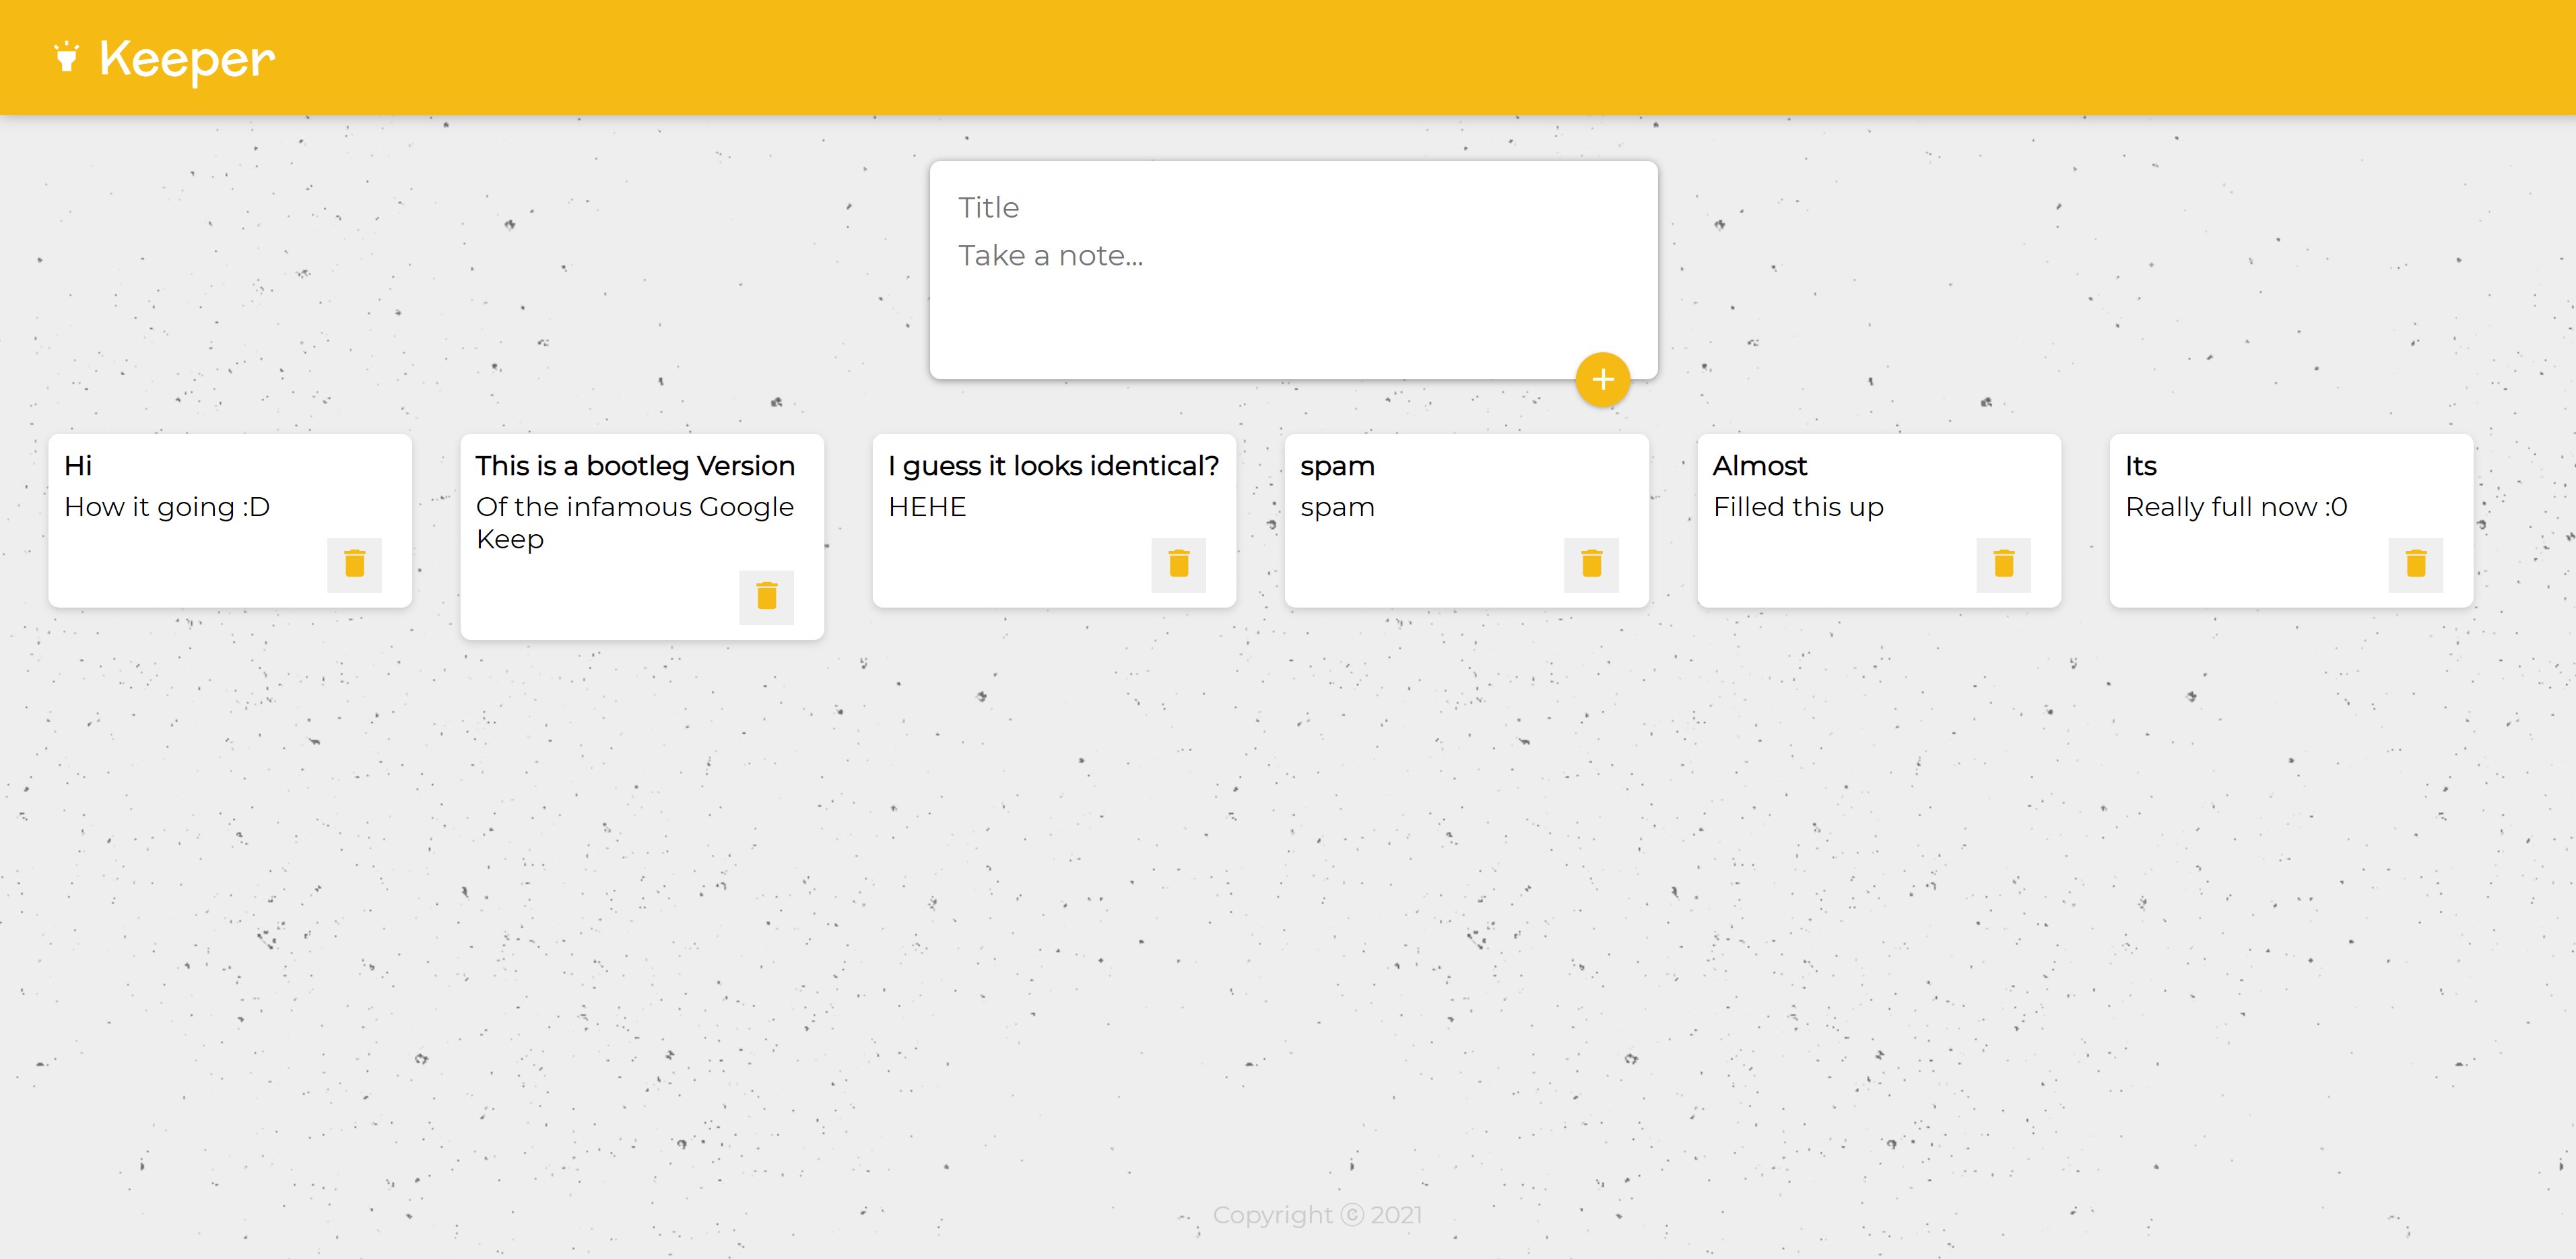 Keeper
Title
Take a note...
Hi
How it going :D
This is a bootleg Version
Of the infamous Google
Keep
I guess it looks identical?
HEHE
spam
spam
Almost
Filled this up
Its
Really full now :0
Copyright ⓒ 2021